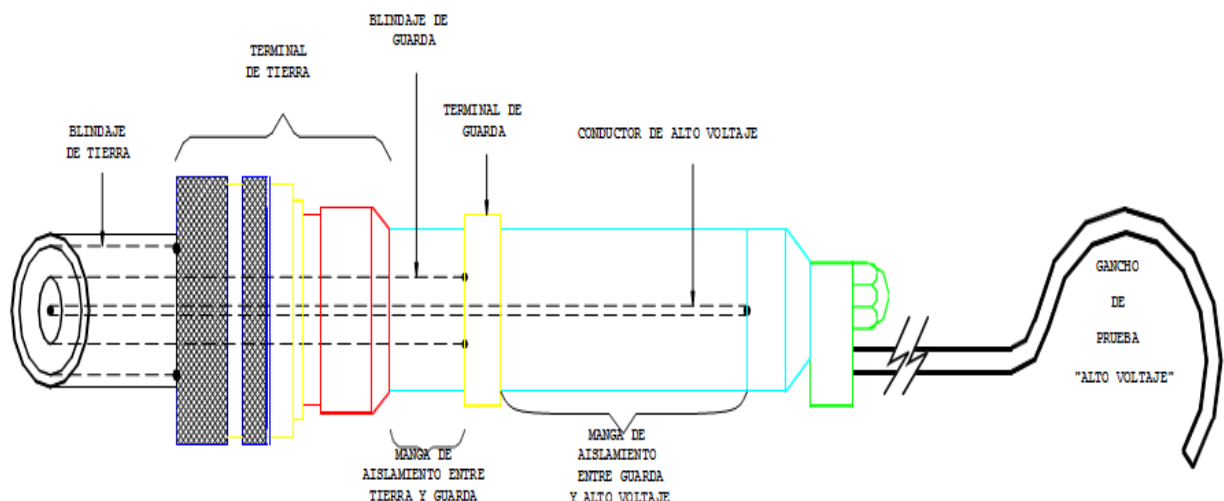 BLINDAJE DE
GUARDA
TERMINAL
DE TIERRA
TERMINAL DE
GUARDA
BLINDAJE
DE TIERRA
CONDUCTOR DE ALTO VOLTAJE
GANCHO
DE
PRUEBA
"ALTO VOLTAJE"
MANGA DE
AISLAMIENTO ENTRE
TIERRA Y GUARDA
MANGA DE
AISLAMIENTO
ENTRE GUARDA
Y ALTO VOLTAJE